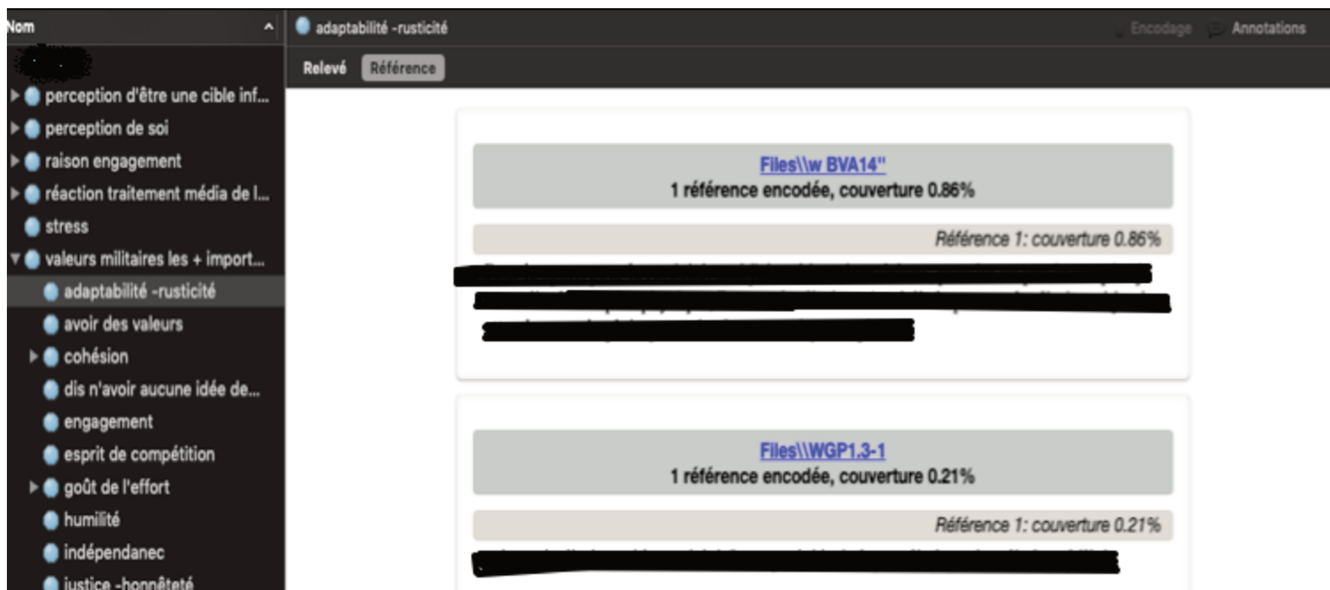 Nom
perception d'être une cible inf...
perception de soi
raison engagement
réaction traitement média de l...
stress
valeurs militaires les + import...
adaptabilité -rusticité
avoir des valeurs
cohésion
dis n'avoir aucune idée de...
engagement
esprit de compétition
goût de l'effort
humilité
indépendanec
justice -honnêteté
adaptabilité -rusticité
Encodage
Annotations
Relevé
Référence
Files\\w BVA14"
1 référence encodée, couverture 0.86%
Référence 1: couverture 0.86%
Files\\WGP1.3-1
1 référence encodée, couverture 0.21%
Référence 1: couverture 0.21%